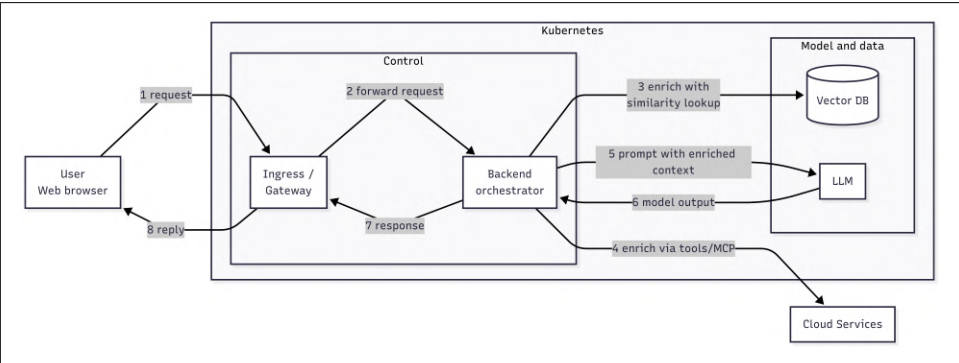 Kubernetes
Control
Model and data
1 request
2 forward request
3 enrich with
similarity lookup
Vector DB
User
Web browser
Ingress /
Gateway
Backend
orchestrator
5 prompt with enriched
context
LLM
6 model output
7 response
8 reply
4 enrich via tools/MCP
Cloud Services